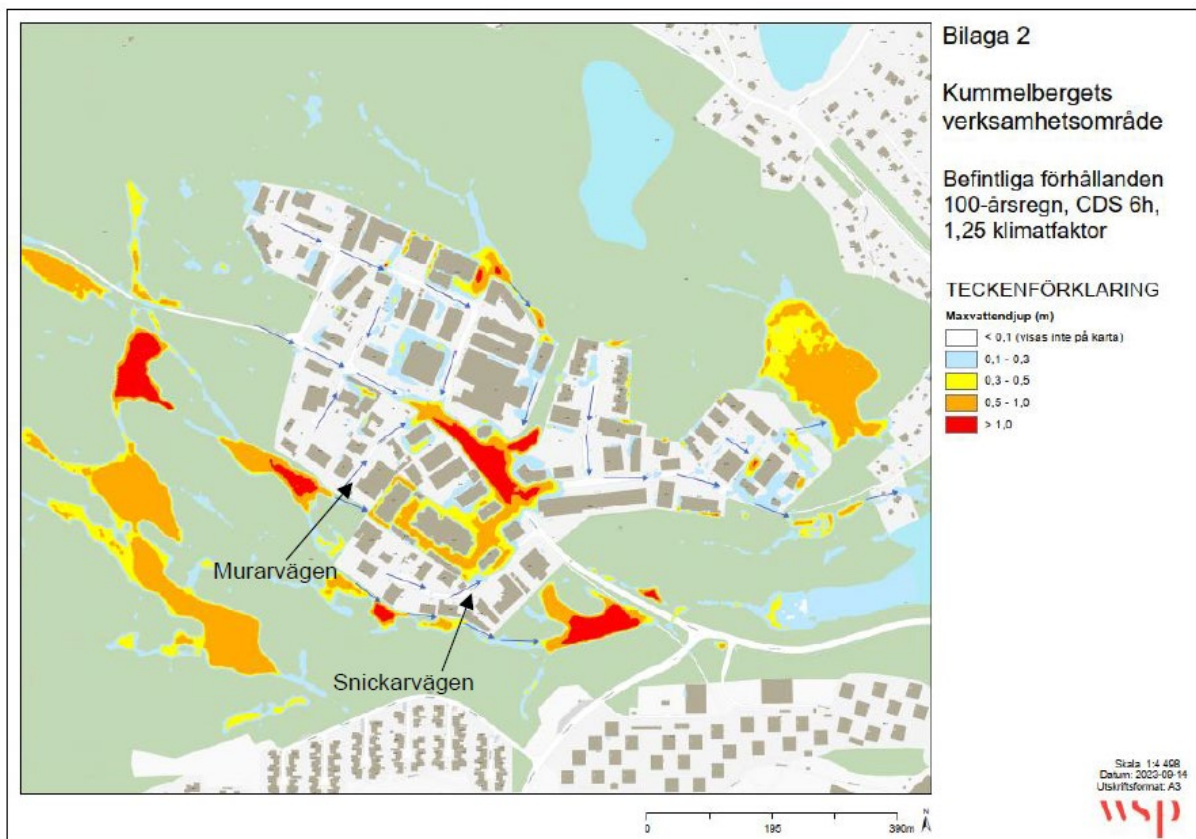 Bilaga 2
Kummelbergets
verksamhetsområde
Befintliga förhållanden
100-årsregn, CDS 6h,
1,25 klimatfaktor
TECKENFÖRKLARING
Maxvattendjup (m)
< 0,1 (visas inte på karta)
0,1 - 0,3
0,3 - 0,5
0,5 - 1,0
> 1,0
Murarvägen
Snickarvägen
Skala: 1:4 498
Datum: 2023-09-14
Utskriftsformat: A3
0 195 390m
N
wsp